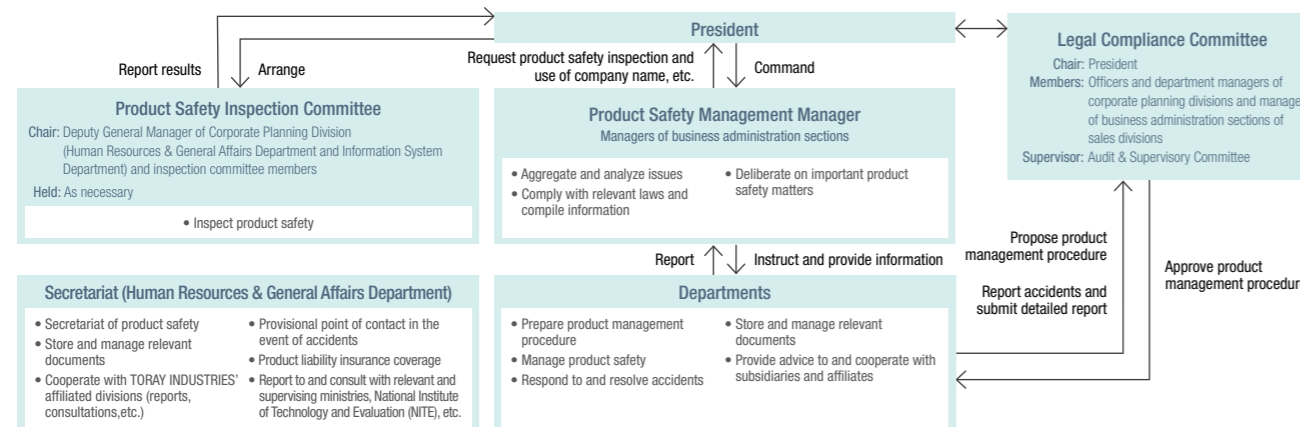 President
Report results
Arrange
Request product safety inspection and
use of company name, etc.
Command
Legal Compliance Committee
Chair: President
Members: Officers and department managers of
corporate planning divisions and manage
of business administration sections of
sales divisions
Supervisor: Audit & Supervisory Committee
Product Safety Inspection Committee
Chair: Deputy General Manager of Corporate Planning Division
(Human Resources & General Affairs Department and Information System
Department) and inspection committee members
Held: As necessary
• Inspect product safety
Product Safety Management Manager
Managers of business administration sections
• Aggregate and analyze issues
• Comply with relevant laws and
compile information
• Deliberate on important product
safety matters
Report
Instruct and provide information
Propose product
management procedure
Report accidents and
submit detailed report
Approve product
management procedur
Secretariat (Human Resources & General Affairs Department)
• Secretariat of product safety
• Store and manage relevant
documents
• Cooperate with TORAY INDUSTRIES'
affiliated divisions (reports,
consultations,etc.)
• Provisional point of contact in the
event of accidents
• Product liability insurance coverage
• Report to and consult with relevant and
supervising ministries, National Institute
of Technology and Evaluation (NITE), etc.
Departments
• Prepare product management
procedure
• Manage product safety
• Respond to and resolve accidents
• Store and manage relevant
documents
• Provide advice to and cooperate with
subsidiaries and affiliates